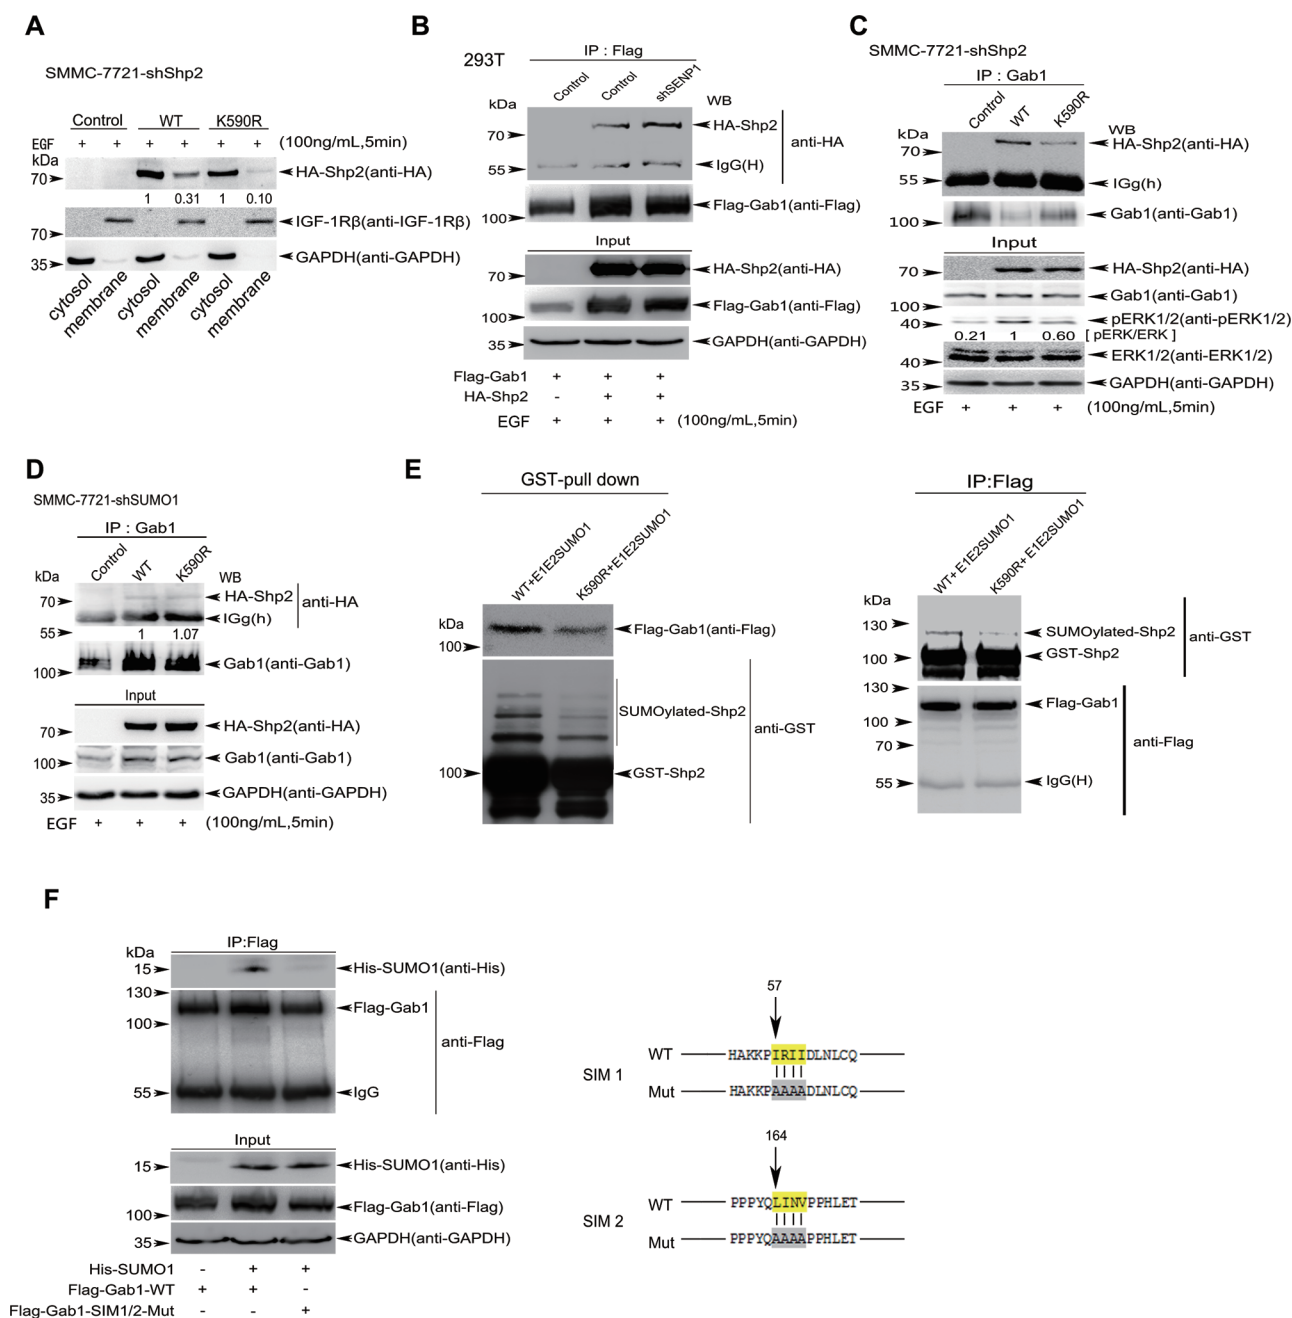 A
SMMC-7721-shShp2
Control WT K590R
EGF + + + + + + (100ng/mL,5min)
kDa
70 HA-Shp2(anti-HA)
1 0.31 1 0.10
IGF-1Rβ(anti-IGF-1Rβ)
70
35 GAPDH(anti-GAPDH)
cytosol membrane cytosol membrane cytosol membrane
B
293T
IP : Flag
Control Control shSENP1
kDa WB
HA-Shp2
70
anti-HA
IgG(H)
55
Flag-Gab1(anti-Flag)
100
Input
HA-Shp2(anti-HA)
70
Flag-Gab1(anti-Flag)
100
35 GAPDH(anti-GAPDH)
Flag-Gab1 + + +
HA-Shp2 - + +
EGF + + + (100ng/mL,5min)
C
SMMC-7721-shShp2
IP : Gab1
Control WT K590R
kDa WB
HA-Shp2(anti-HA)
70
55 IGg(h)
100 Gab1(anti-Gab1)
Input
70 HA-Shp2(anti-HA)
Gab1(anti-Gab1)
100
pERK1/2(anti-pERK1/2)
40
0.21 1 0.60 [ pERK/ERK ]
ERK1/2(anti-ERK1/2)
40
35 GAPDH(anti-GAPDH)
EGF + + + (100ng/mL,5min)
D
SMMC-7721-shSUMO1
IP : Gab1
Control WT K590R
kDa WB
HA-Shp2
70
anti-HA
IGg(h)
55 1 1.07
Gab1(anti-Gab1)
100
Input
HA-Shp2(anti-HA)
70
Gab1(anti-Gab1)
100
35 GAPDH(anti-GAPDH)
EGF + + + (100ng/mL,5min)
E
GST-pull down
WT+E1E2SUMO1 K590R+E1E2SUMO1
kDa
Flag-Gab1(anti-Flag)
100
SUMOylated-Shp2
anti-GST
100 GST-Shp2
IP:Flag
WT+E1E2SUMO1 K590R+E1E2SUMO1
kDa
130
SUMOylated-Shp2
anti-GST
100 GST-Shp2
130
Flag-Gab1
100
70 anti-Flag
55 IgG(H)
F
IP:Flag
kDa
15 His-SUMO1(anti-His)
130
Flag-Gab1
100
anti-Flag
55 IgG
Input
15 His-SUMO1(anti-His)
Flag-Gab1(anti-Flag)
100
35 GAPDH(anti-GAPDH)
His-SUMO1 - + +
Flag-Gab1-WT + + -
Flag-Gab1-SIM1/2-Mut - - +
57
WT HAKKPIRIIDLNLCQ
SIM 1
Mut HAKKPAAAADLNLCQ
164
WT PPPYQLINVPPHLET
SIM 2
Mut PPPYQAAAAPPHLET